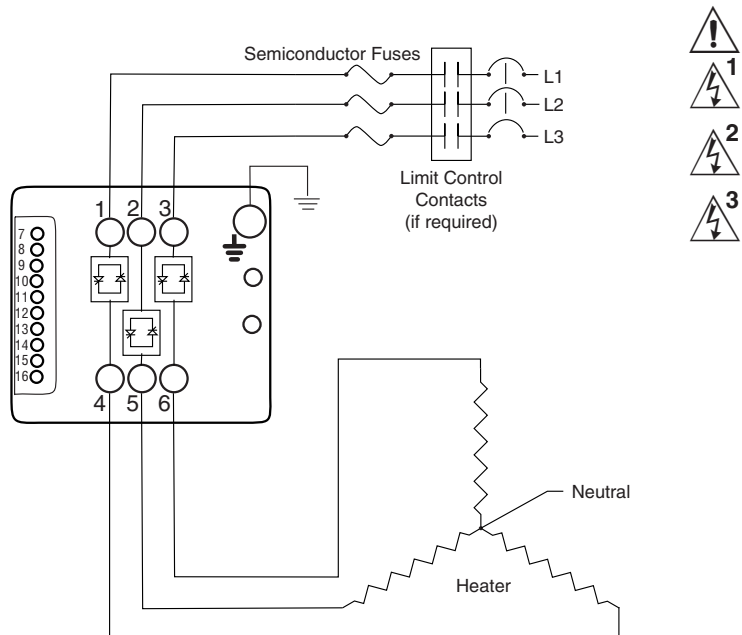 Semiconductor Fuses
L1
L2
L3
Limit Control
Contacts
(if required)
1
2
3
1 2 3
7
8
9
10
11
12
13
14
15
16
4 5 6
Neutral
Heater